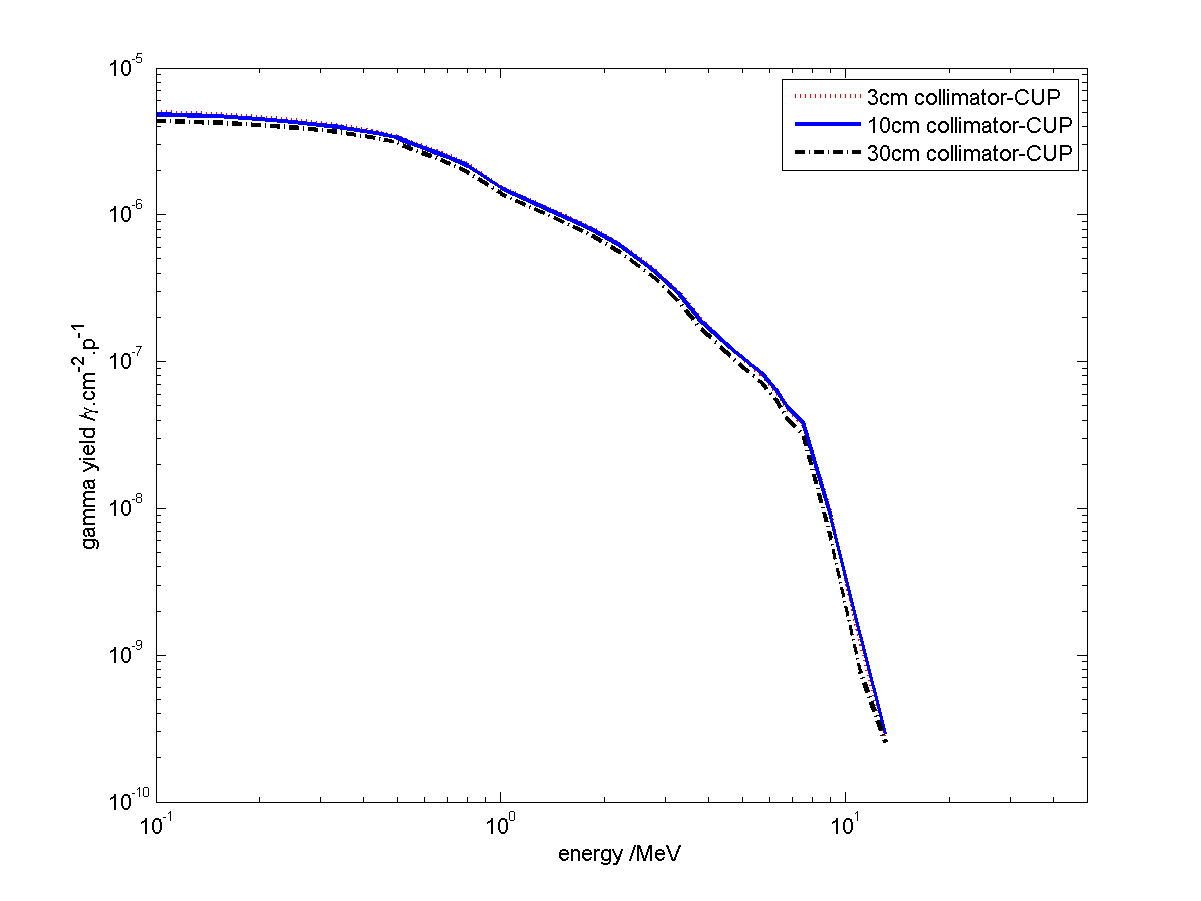 3cm collimator-CUP
10cm collimator-CUP
30cm collimator-CUP
10^-5
10^-6
10^-7
10^-8
10^-9
10^-10
gamma yield /γ.cm^-2.p^-1
10^-1
10^0
10^1
energy /MeV